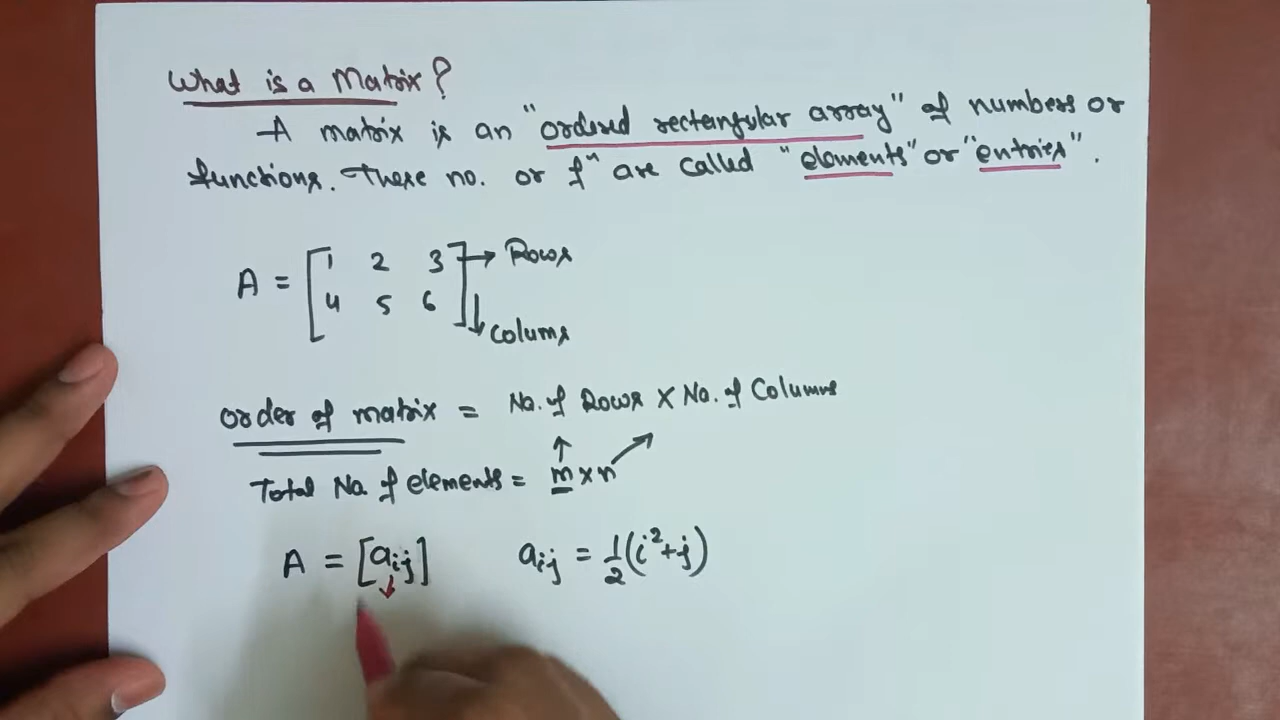 What is a Matrix?
A matrix is an "ordered rectangular array" of numbers or
functions. These no. or fⁿ are called "elements" or "entries".
A = [1 2 3 → Rows
4 5 6] ↓ Colums
Order of matrix = No. of Rows × No. of Columns
↑ ↗
Total No. of elements = m×n
A = [aᵢⱼ] aᵢⱼ = 1/2 (i²+j)
↓